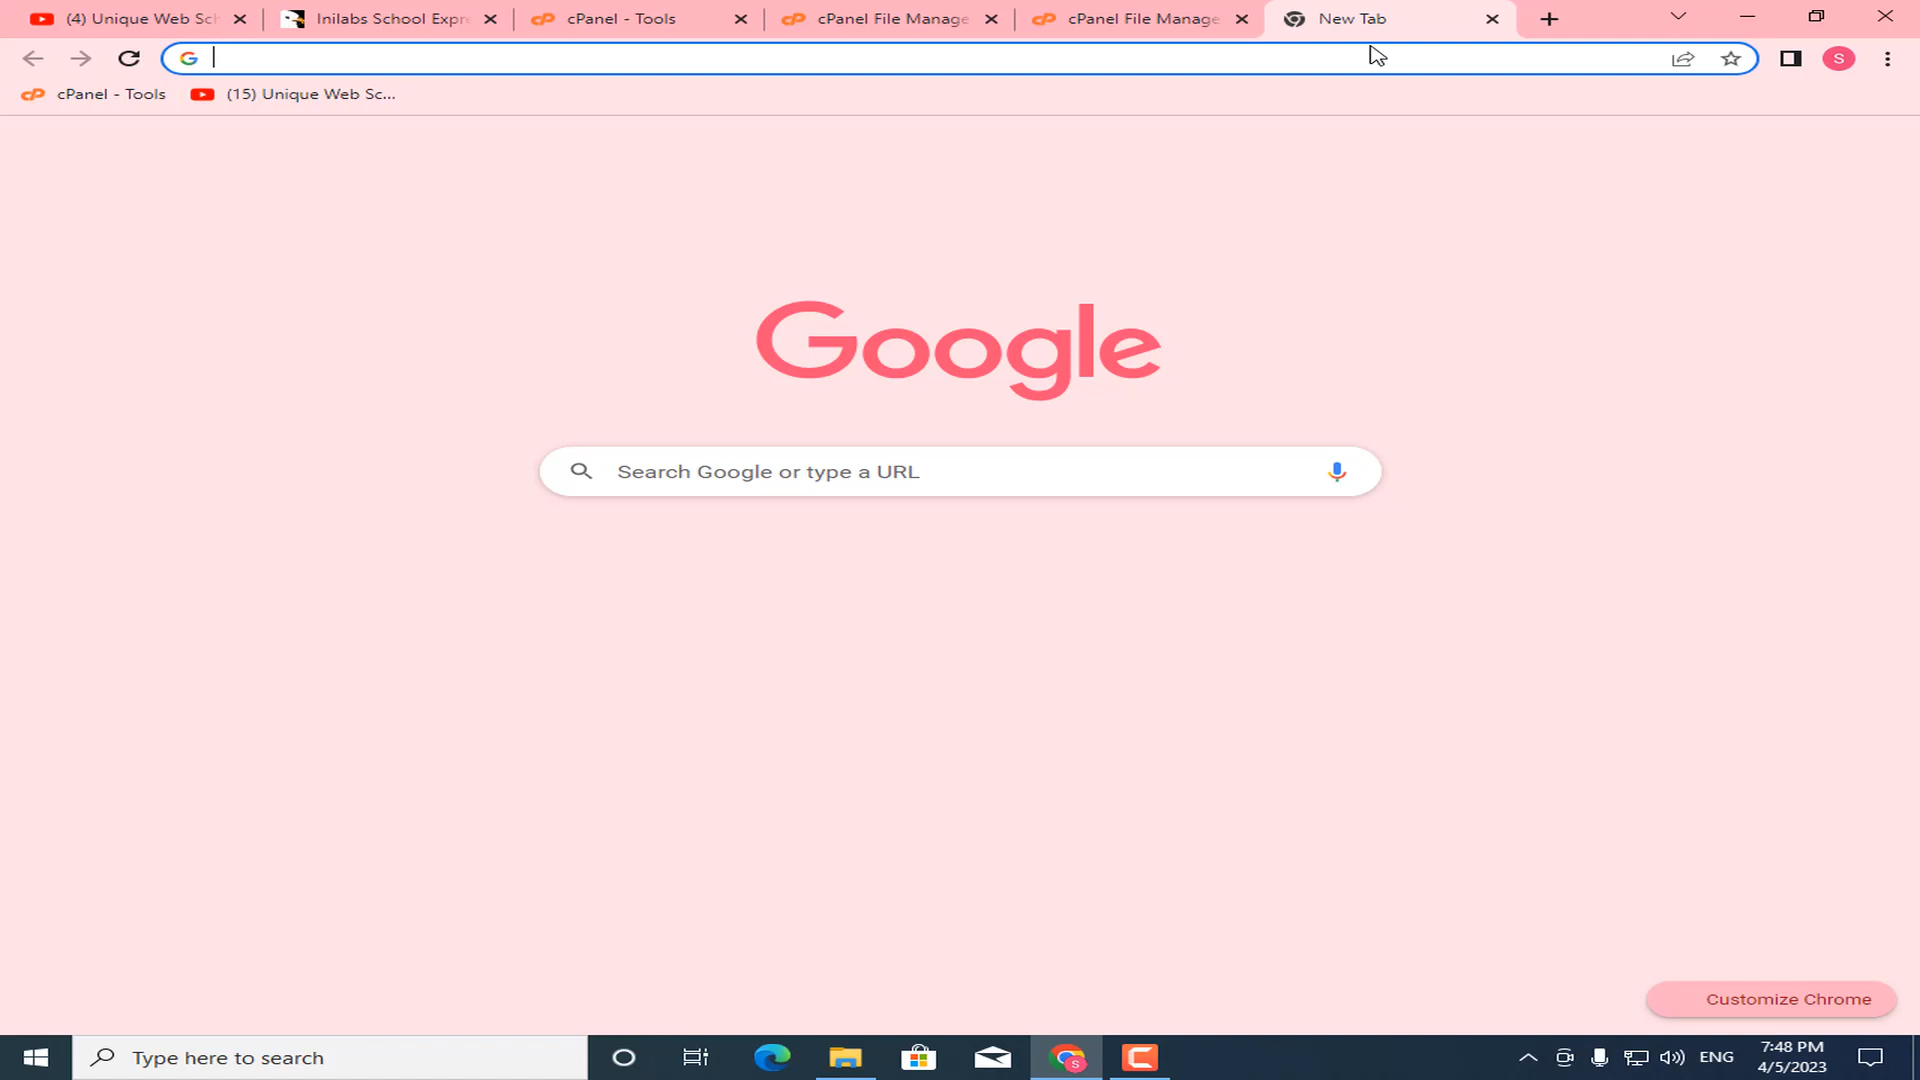 (4) Unique Web Sch
Inilabs School Expre
cPanel - Tools
cPanel File Manage
cPanel File Manage
New Tab
S
cPanel - Tools
(15) Unique Web Sc...
Google
Search Google or type a URL
Customize Chrome
Type here to search
ENG
7:48 PM
4/5/2023